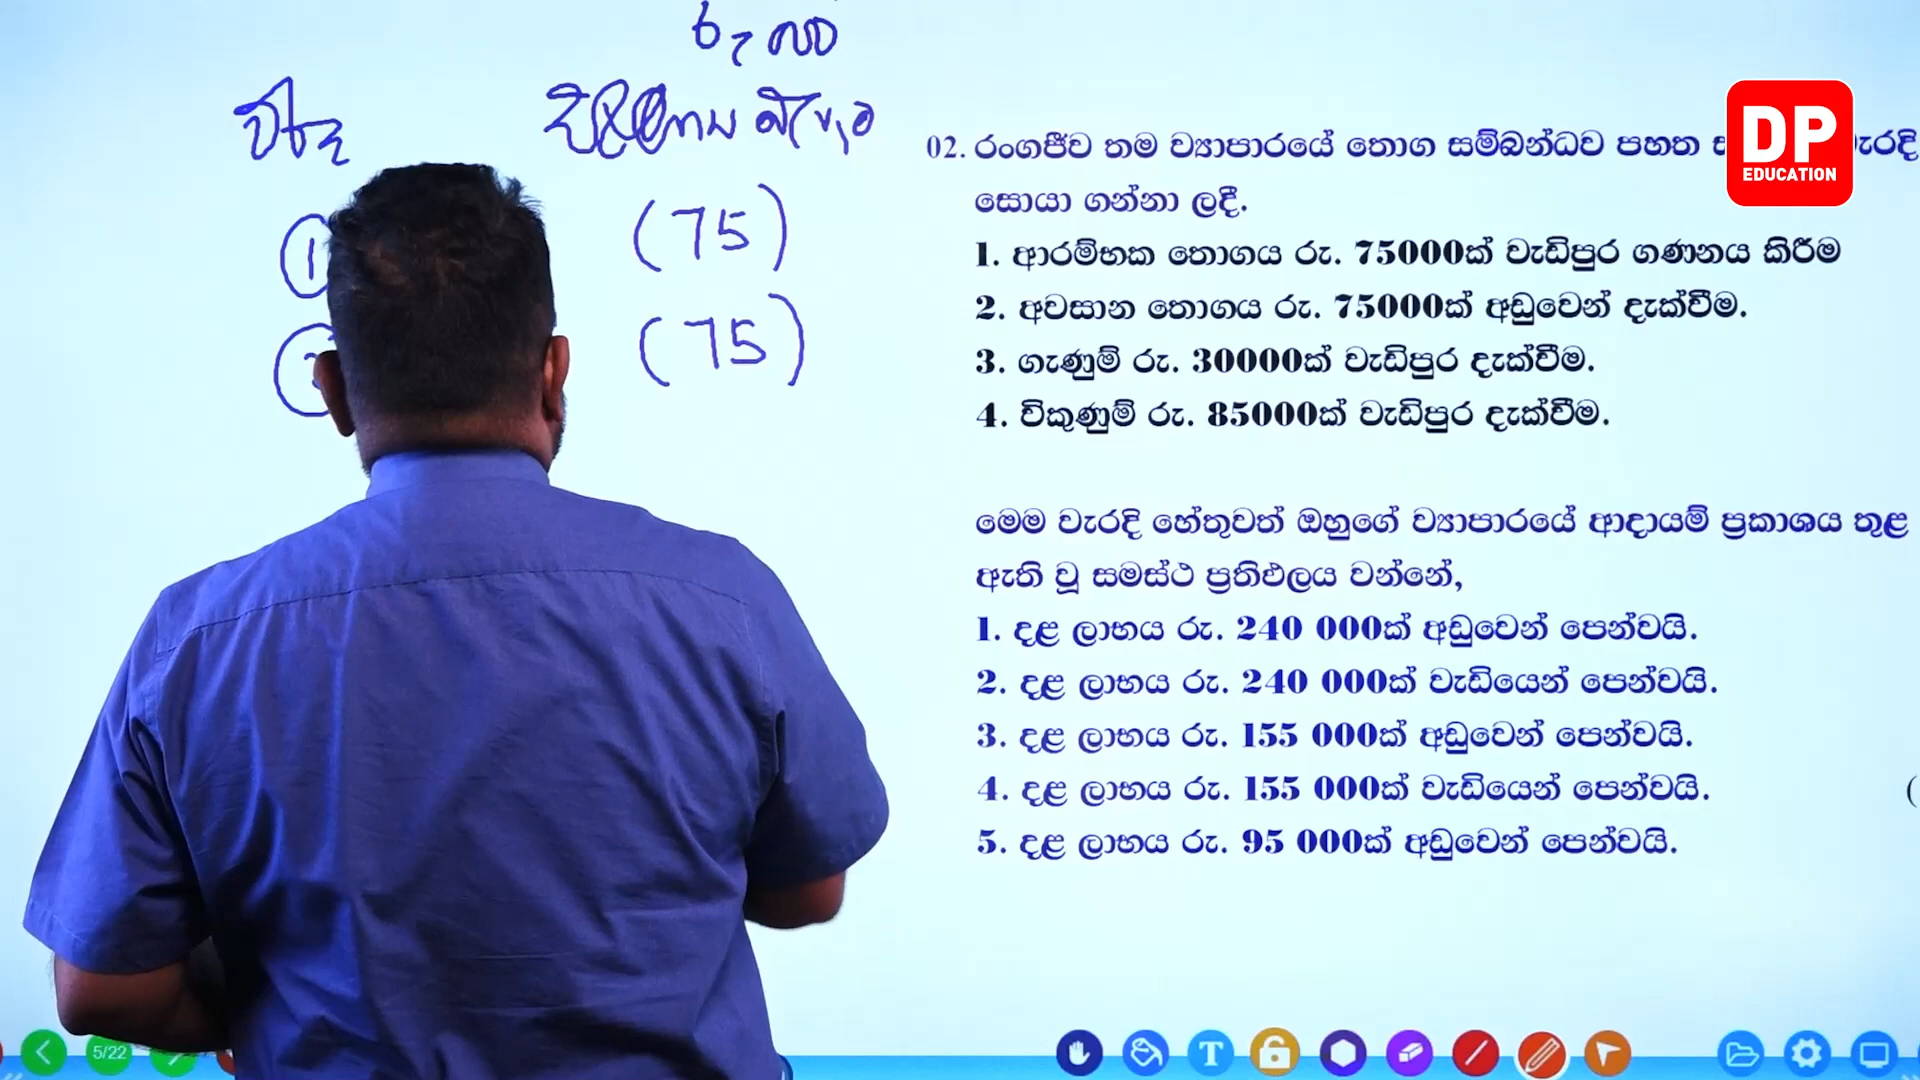 රු 000
වැරදි
(75)
(75)
02. රංගජීව තම ව්‍යාපාරයේ තොග සම්බන්ධව පහත
සොයා ගන්නා ලදී.
1. ආරම්භක තොගය රු. 75000ක් වැඩිපුර ගණනය කිරීම
2. අවසාන තොගය රු. 75000ක් අඩුවෙන් දැක්වීම.
3. ගැණුම් රු. 30000ක් වැඩිපුර දැක්වීම.
4. විකුණුම් රු. 85000ක් වැඩිපුර දැක්වීම.
මෙම වැරදි හේතුවත් ඔහුගේ ව්‍යාපාරයේ ආදායම් ප්‍රකාශය තුළ
ඇති වූ සමස්ථ ප්‍රතිඵලය වන්නේ,
1. දළ ලාභය රු. 240 000ක් අඩුවෙන් පෙන්වයි.
2. දළ ලාභය රු. 240 000ක් වැඩියෙන් පෙන්වයි.
3. දළ ලාභය රු. 155 000ක් අඩුවෙන් පෙන්වයි.
4. දළ ලාභය රු. 155 000ක් වැඩියෙන් පෙන්වයි.
5. දළ ලාභය රු. 95 000ක් අඩුවෙන් පෙන්වයි.
DP
EDUCATION
5/22